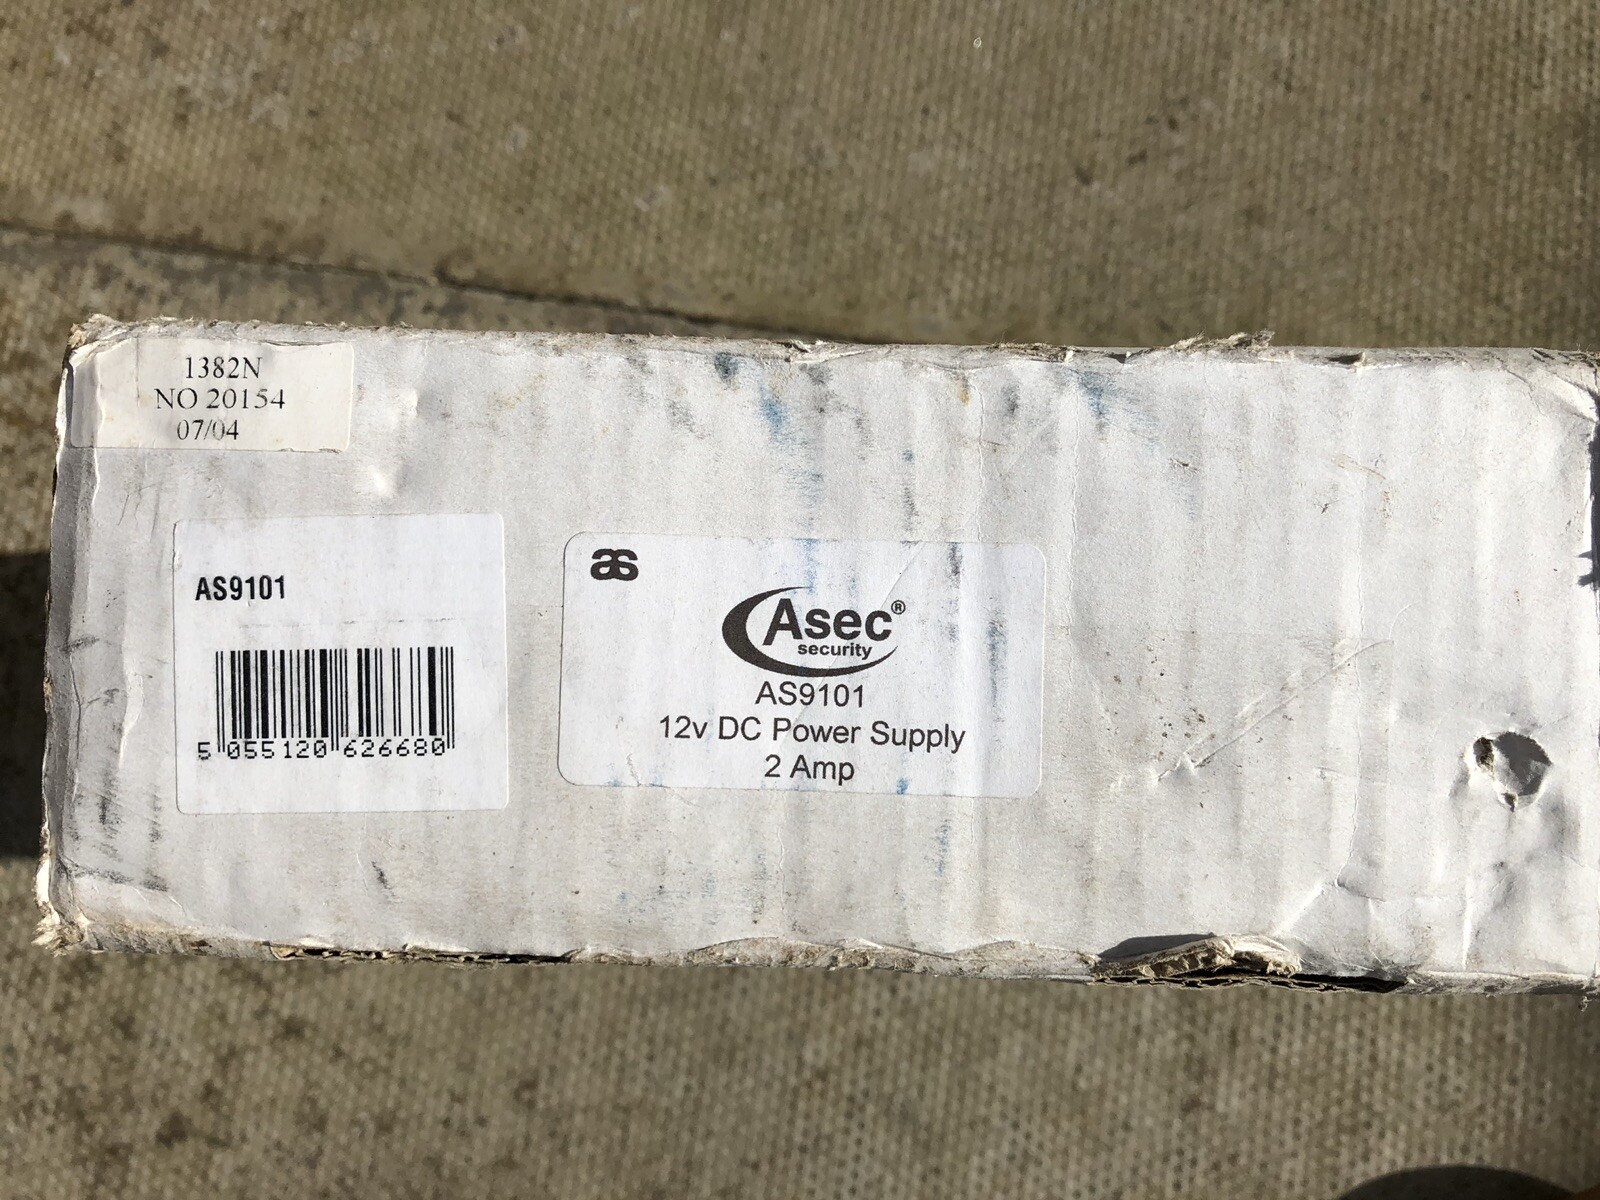 1382N
NO 20154
07/04
AS9101
5 055120 626680
as
Asec®
security
AS9101
12v DC Power Supply
2 Amp